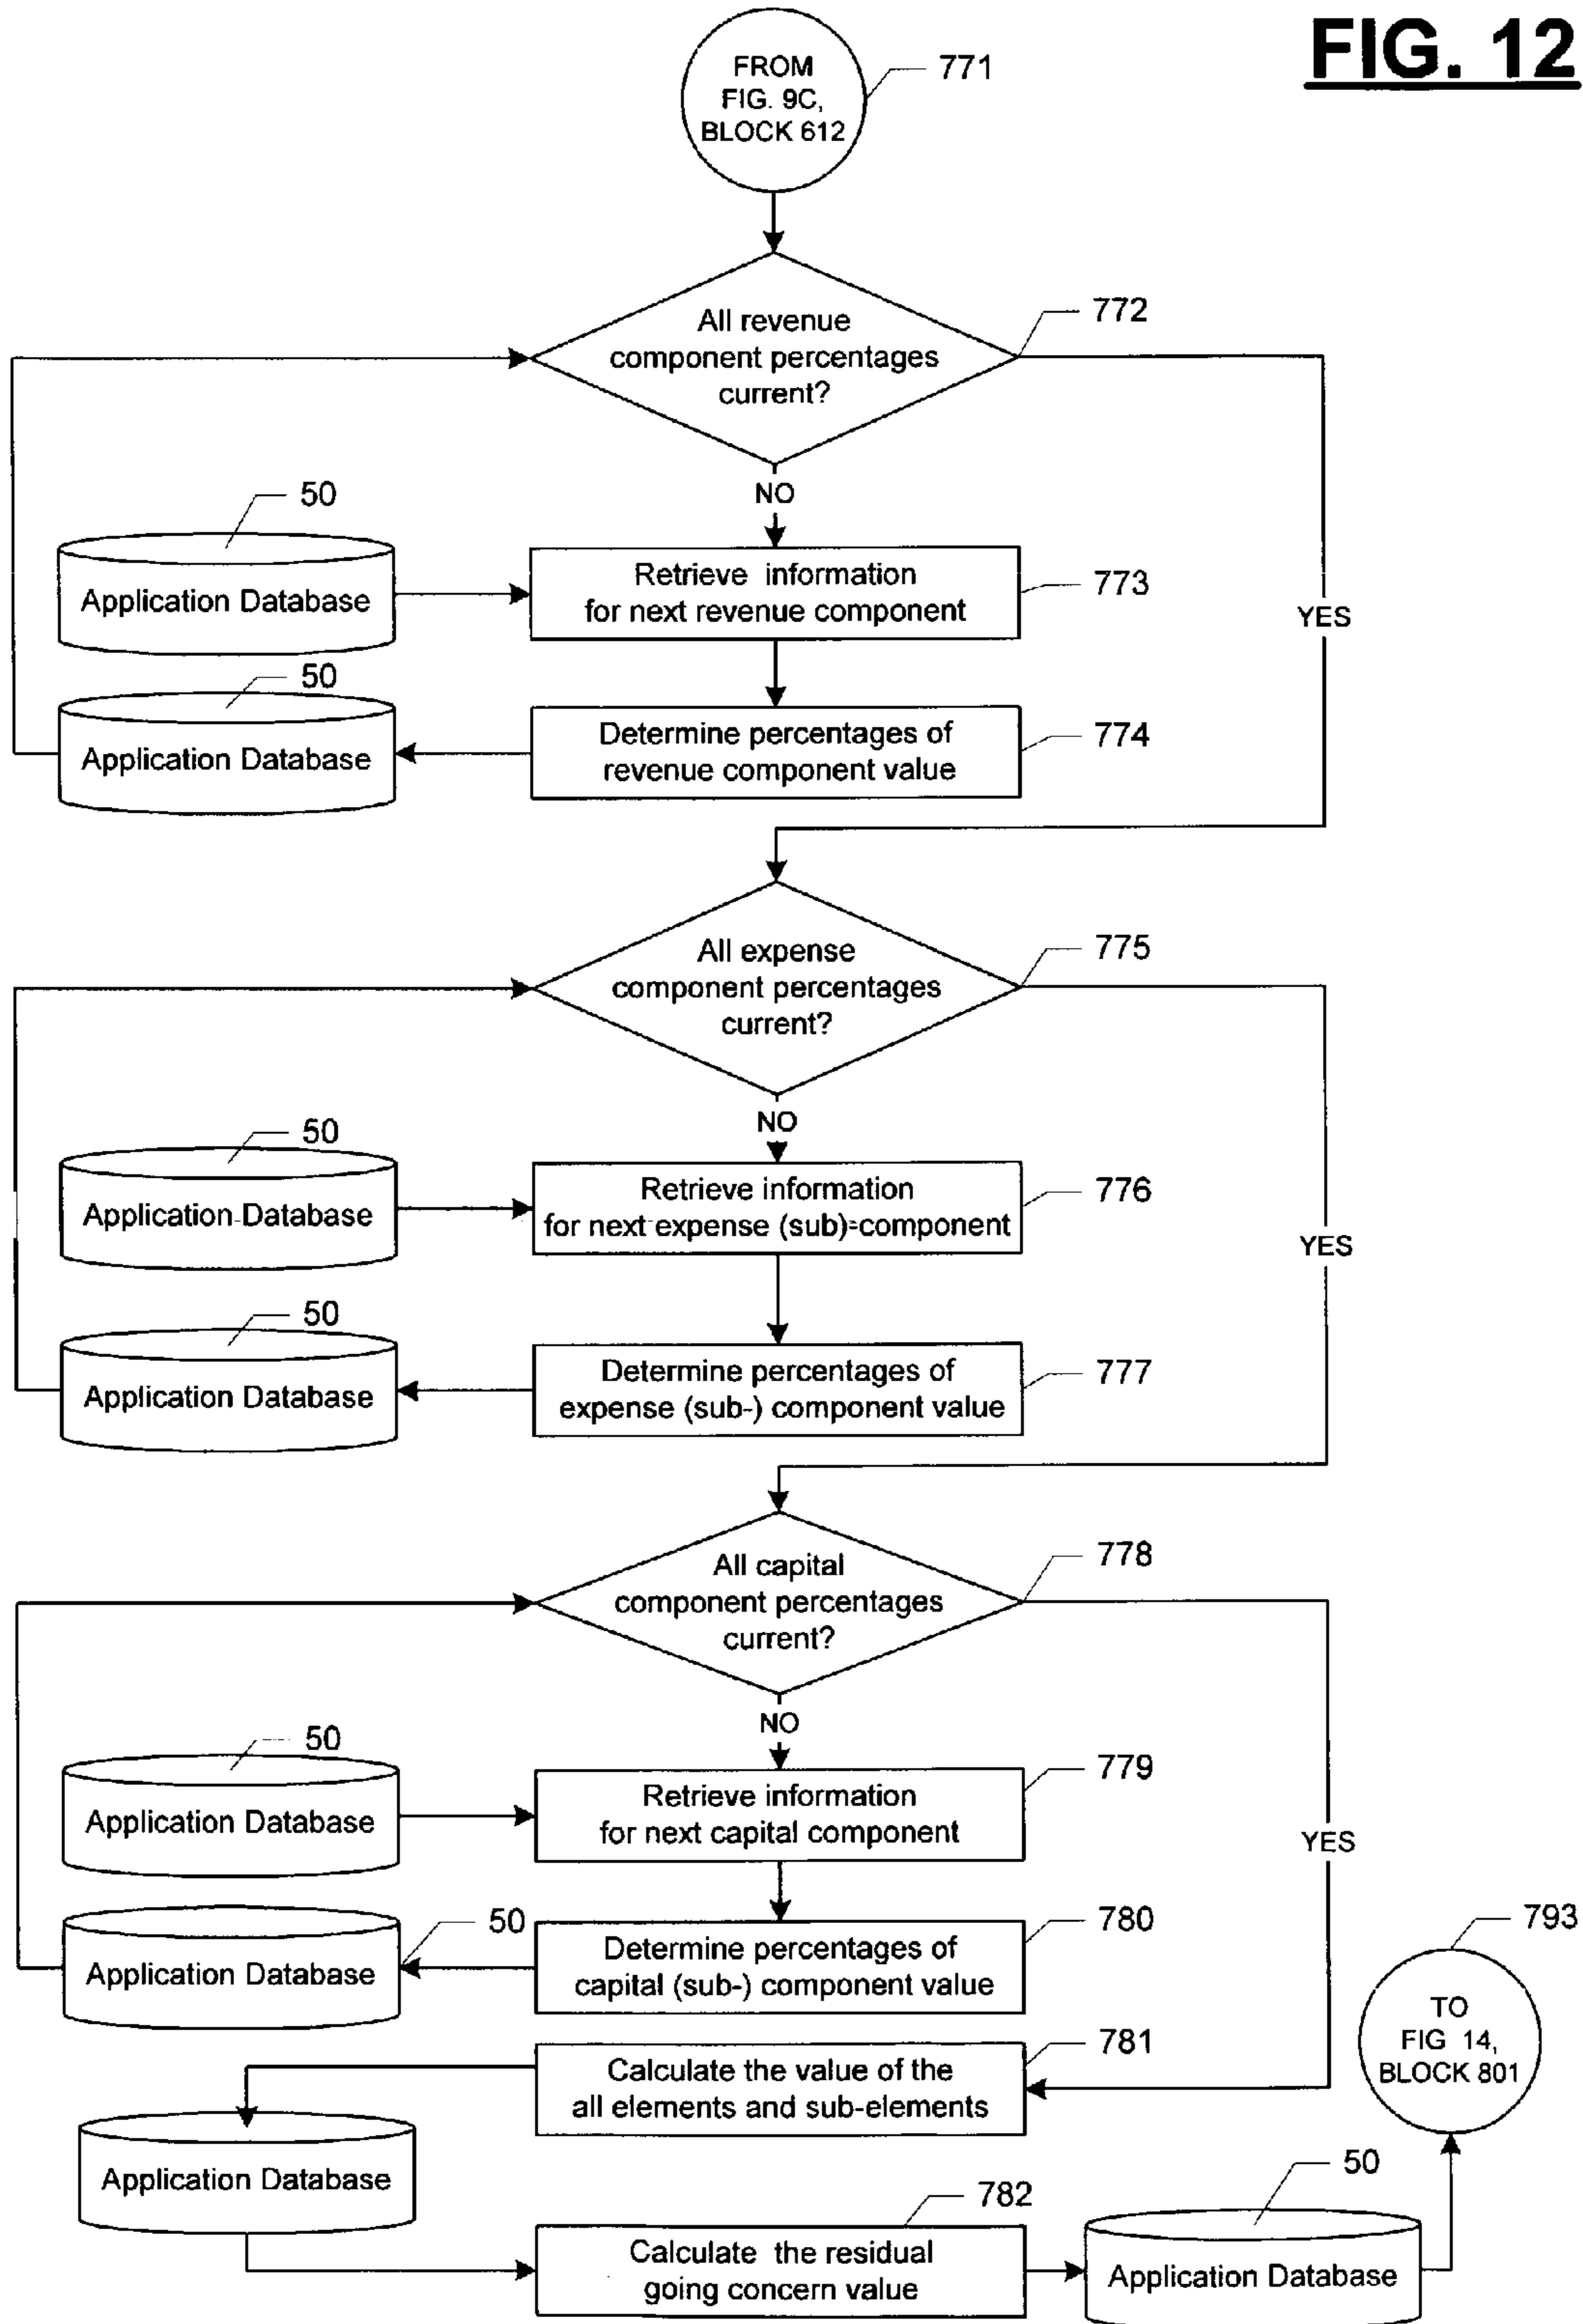 FIG. 12
FROM
FIG. 9C,
BLOCK 612
771
All revenue
component percentages
current?
772
NO
YES
50
Application Database
Retrieve information
for next revenue component
773
50
Application Database
Determine percentages of
revenue component value
774
All expense
component percentages
current?
775
NO
YES
50
Application Database
Retrieve information
for next expense (sub)-component
776
50
Application Database
Determine percentages of
expense (sub-) component value
777
All capital
component percentages
current?
778
NO
YES
50
Application Database
Retrieve information
for next capital component
779
50
Application Database
Determine percentages of
capital (sub-) component value
780
793
TO
FIG 14,
BLOCK 801
Calculate the value of the
all elements and sub-elements
781
Application Database
Calculate the residual
going concern value
782
50
Application Database